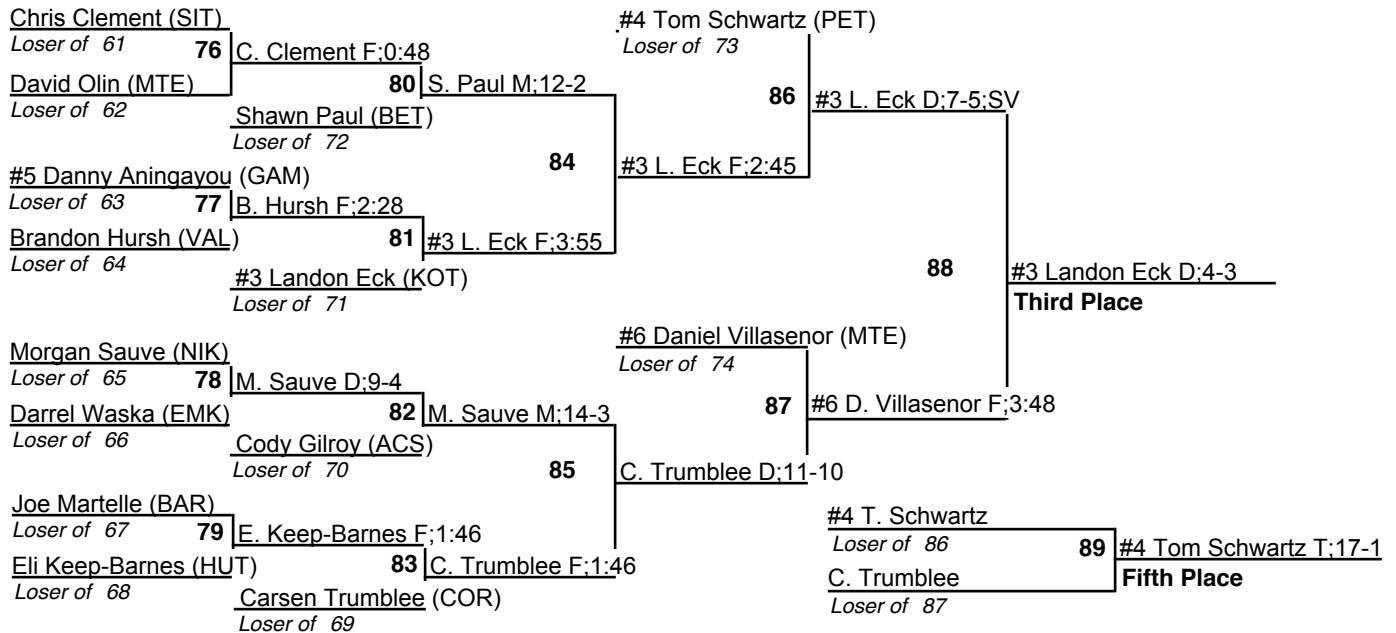 Chris Clement (SIT)
Loser of 61
76
C. Clement F;0:48
David Olin (MTE)
Loser of 62
80
S. Paul M;12-2
Shawn Paul (BET)
Loser of 72
84
#3 L. Eck F;2:45
#5 Danny Aningayou (GAM)
Loser of 63
77
B. Hursh F;2:28
Brandon Hursh (VAL)
Loser of 64
81
#3 L. Eck F;3:55
#3 Landon Eck (KOT)
Loser of 71
#4 Tom Schwartz (PET)
Loser of 73
86
#3 L. Eck D;7-5;SV
88
#3 Landon Eck D;4-3
Third Place
Morgan Sauve (NIK)
Loser of 65
78
M. Sauve D;9-4
Darrel Waska (EMK)
Loser of 66
82
M. Sauve M;14-3
Cody Gilroy (ACS)
Loser of 70
85
C. Trumblee D;11-10
Joe Martelle (BAR)
Loser of 67
79
E. Keep-Barnes F;1:46
Eli Keep-Barnes (HUT)
Loser of 68
83
C. Trumblee F;1:46
Carsen Trumblee (COR)
Loser of 69
#6 Daniel Villasenor (MTE)
Loser of 74
87
#6 D. Villasenor F;3:48
#4 T. Schwartz
Loser of 86
89
#4 Tom Schwartz T;17-1
Fifth Place
C. Trumblee
Loser of 87